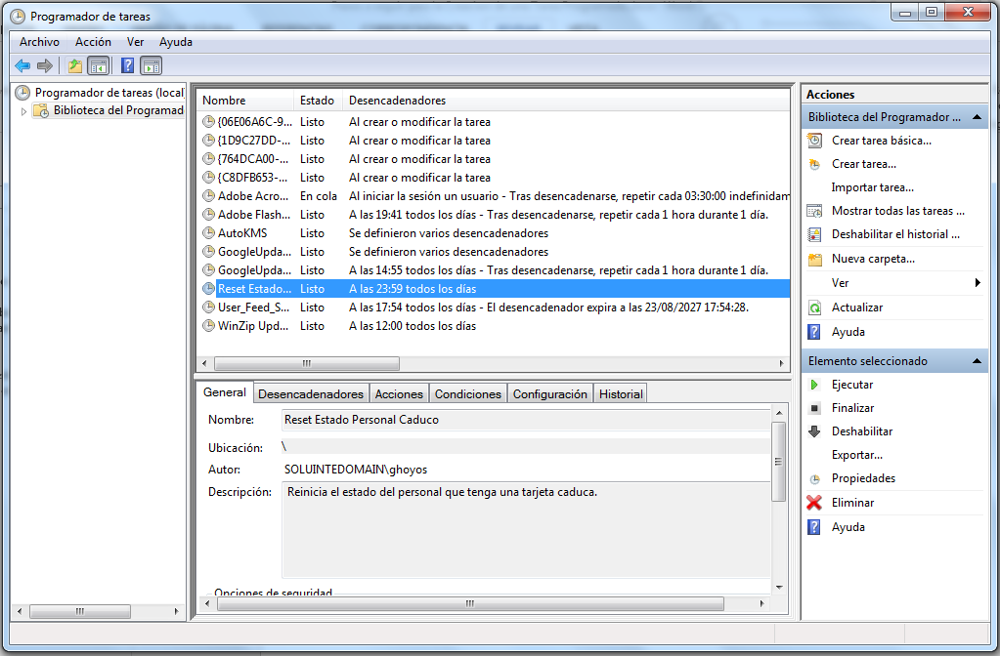 Programador de tareas
Archivo Acción Ver Ayuda
Programador de tareas (local
Biblioteca del Programad
Nombre Estado Desencadenadores
{06E06A6C-9... Listo Al crear o modificar la tarea
{1D9C27DD-... Listo Al crear o modificar la tarea
{764DCA00-... Listo Al crear o modificar la tarea
{C8DFB653-... Listo Al crear o modificar la tarea
Adobe Acro... En cola Al iniciar la sesión un usuario - Tras desencadenarse, repetir cada 03:30:00 indefinidam
Adobe Flash... Listo A las 19:41 todos los días - Tras desencadenarse, repetir cada 1 hora durante 1 día.
AutoKMS Listo Se definieron varios desencadenadores
GoogleUpda... Listo Se definieron varios desencadenadores
GoogleUpda... Listo A las 14:55 todos los días - Tras desencadenarse, repetir cada 1 hora durante 1 día.
Reset Estado... Listo A las 23:59 todos los días
User_Feed_S... Listo A las 17:54 todos los días - El desencadenador expira a las 23/08/2027 17:54:28.
WinZip Upd... Listo A las 12:00 todos los días
General Desencadenadores Acciones Condiciones Configuración Historial
Nombre: Reset Estado Personal Caduco
Ubicación: \
Autor: SOLUINTEDOMAIN\ghoyos
Descripción: Reinicia el estado del personal que tenga una tarjeta caduca.
Opciones de seguridad
Acciones
Biblioteca del Programador ...
Crear tarea básica...
Crear tarea...
Importar tarea...
Mostrar todas las tareas ...
Deshabilitar el historial ...
Nueva carpeta...
Ver
Actualizar
Ayuda
Elemento seleccionado
Ejecutar
Finalizar
Deshabilitar
Exportar...
Propiedades
Eliminar
Ayuda